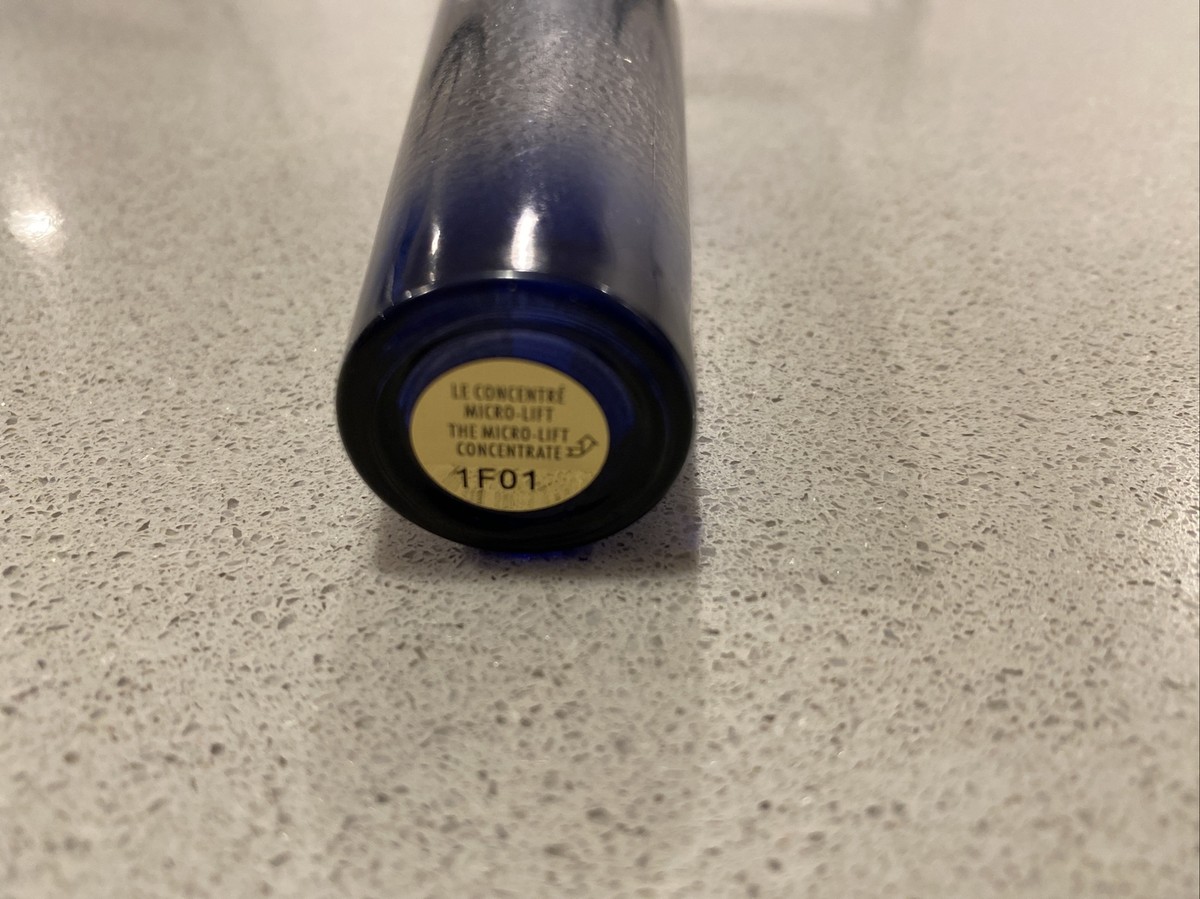 LE CONCENTRÉ
MICRO-LIFT
THE MICRO-LIFT
CONCENTRATE
1F01